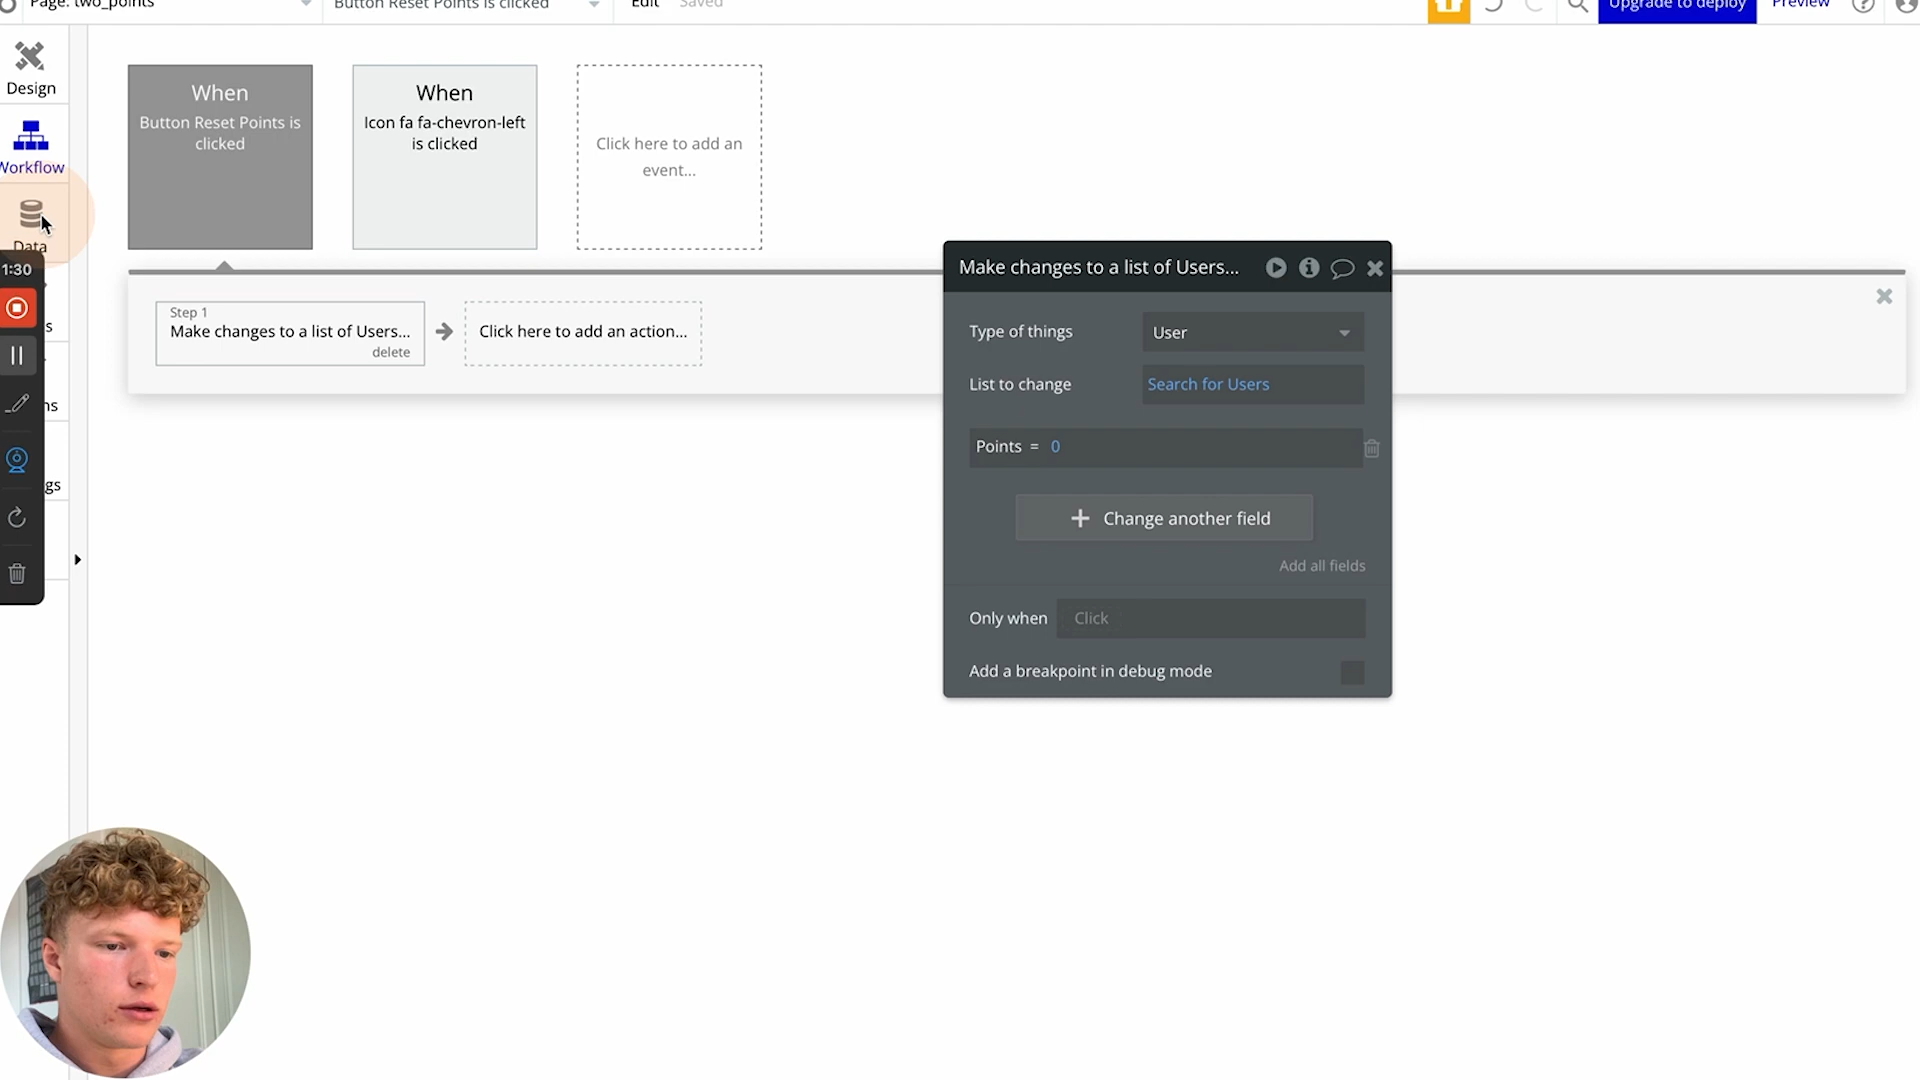 Page: two_points
Button Reset Points is clicked
Edit
Saved
Upgrade to deploy
Preview
Design
Workflow
Data
1:30
s
ns
gs
When
Button Reset Points is
clicked
When
Icon fa fa-chevron-left
is clicked
Click here to add an
event...
Step 1
Make changes to a list of Users...
delete
Click here to add an action...
Make changes to a list of Users...
Type of things
User
List to change
Search for Users
Points = 0
Change another field
Add all fields
Only when
Click
Add a breakpoint in debug mode